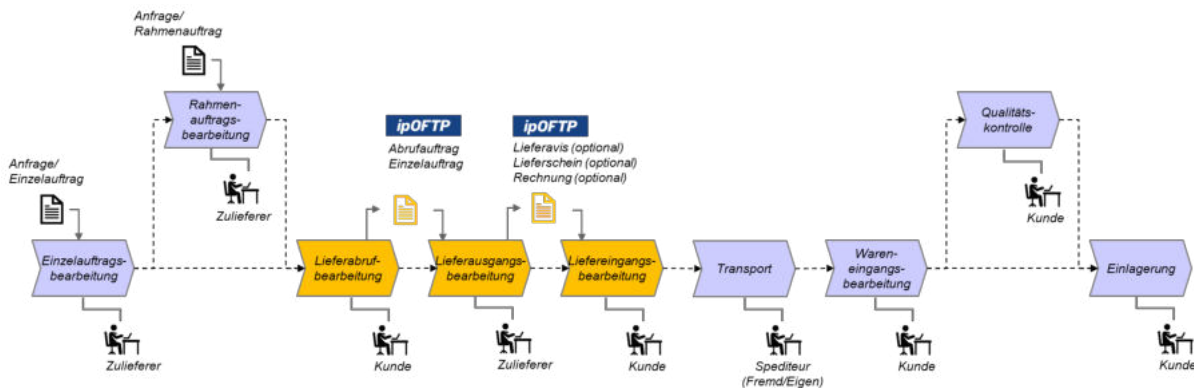 Anfrage/
Rahmenauftrag
Rahmen-
auftrags-
bearbeitung
Zulieferer
Anfrage/
Einzelauftrag
Einzelauftrags-
bearbeitung
Zulieferer
ipOFTP
Abrufauftrag
Einzelauftrag
Lieferabruf-
bearbeitung
Kunde
ipOFTP
Lieferavis (optional)
Lieferschein (optional)
Rechnung (optional)
Lieferausgangs-
bearbeitung
Zulieferer
Liefereingangs-
bearbeitung
Kunde
Transport
Spediteur
(Fremd/Eigen)
Waren-
eingangs-
bearbeitung
Kunde
Qualitäts-
kontrolle
Kunde
Einlagerung
Kunde